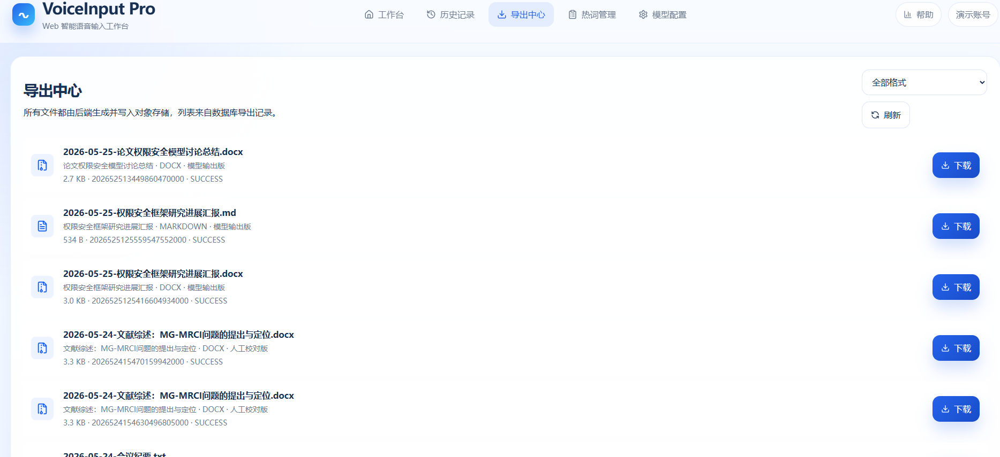 VoiceInput Pro
Web 智能语音输入工作台
工作台
历史记录
导出中心
热词管理
模型配置
帮助
演示账号
导出中心
所有文件都由后端生成并写入对象存储，列表来自数据库导出记录。
全部格式
刷新
2026-05-25-论文权限安全模型讨论总结.docx
论文权限安全模型讨论总结 · DOCX · 模型输出版
2.7 KB · 202652513449860470000 · SUCCESS
下载
2026-05-25-权限安全框架研究进展汇报.md
权限安全框架研究进展汇报 · MARKDOWN · 模型输出版
534 B · 2026525125559547552000 · SUCCESS
下载
2026-05-25-权限安全框架研究进展汇报.docx
权限安全框架研究进展汇报 · DOCX · 模型输出版
3.0 KB · 2026525125416604934000 · SUCCESS
下载
2026-05-24-文献综述：MG-MRCI问题的提出与定位.docx
文献综述：MG-MRCI问题的提出与定位 · DOCX · 人工校对版
3.3 KB · 202652415470159942000 · SUCCESS
下载
2026-05-24-文献综述：MG-MRCI问题的提出与定位.docx
文献综述：MG-MRCI问题的提出与定位 · DOCX · 人工校对版
3.3 KB · 2026524154630496805000 · SUCCESS
下载
2026-05-24-会议纪要.txt